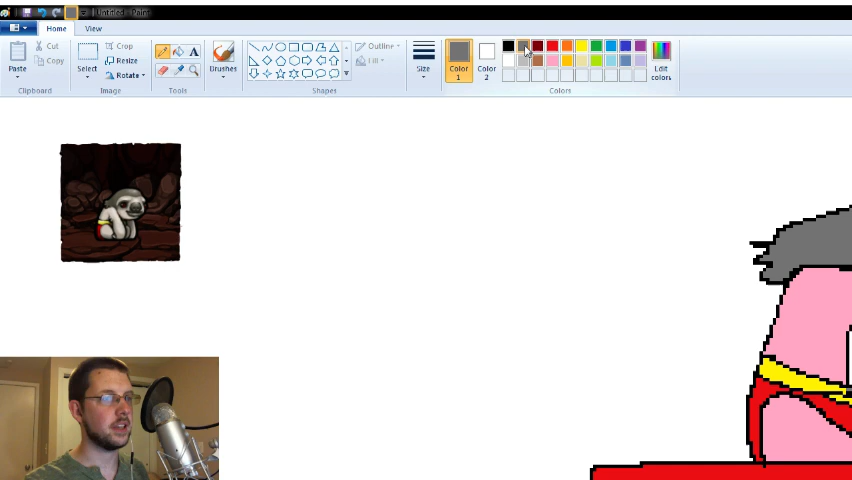 Untitled - Paint
Home View
Cut
Copy
Paste
Clipboard
Select
Crop
Resize
Rotate
Image
A
Tools
Brushes
Outline
Fill
Shapes
Size
Color 1
Color 2
Edit colors
Colors